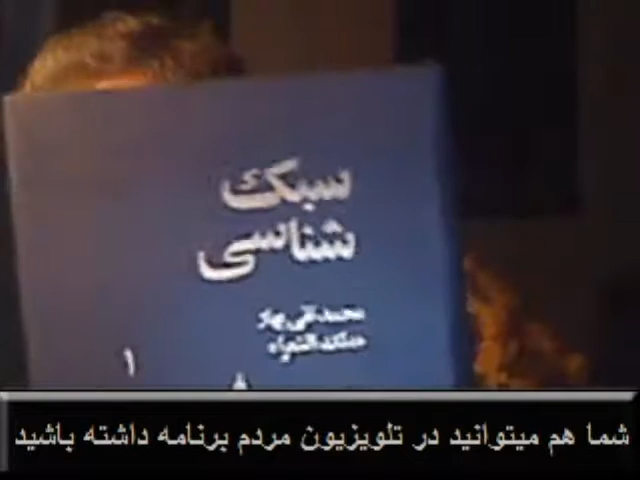 سبک
شناسی
محمدتقی بهار
ملک‌الشعراء
۱
شما هم میتوانید در تلویزیون مردم برنامه داشته باشید